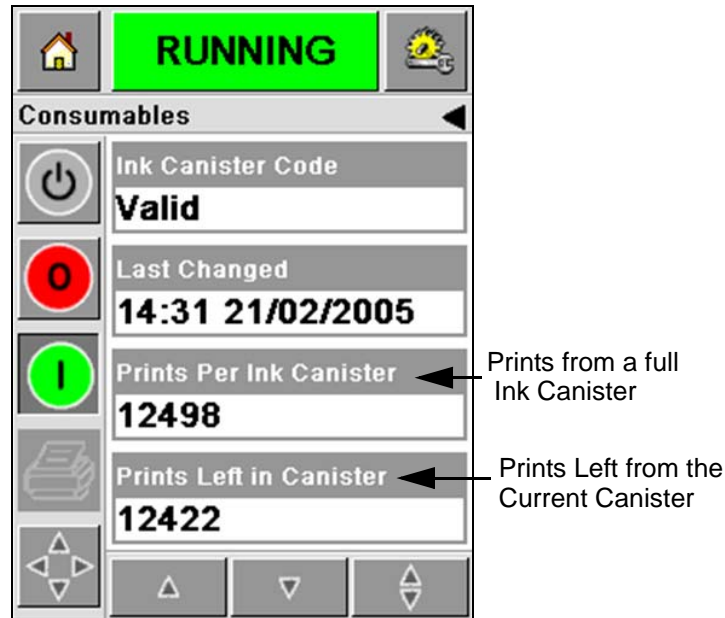 RUNNING
Consumables
Ink Canister Code
Valid
Last Changed
14:31 21/02/2005
Prints Per Ink Canister
12498
Prints Left in Canister
12422
O
I
Prints from a full
Ink Canister
Prints Left from the
Current Canister